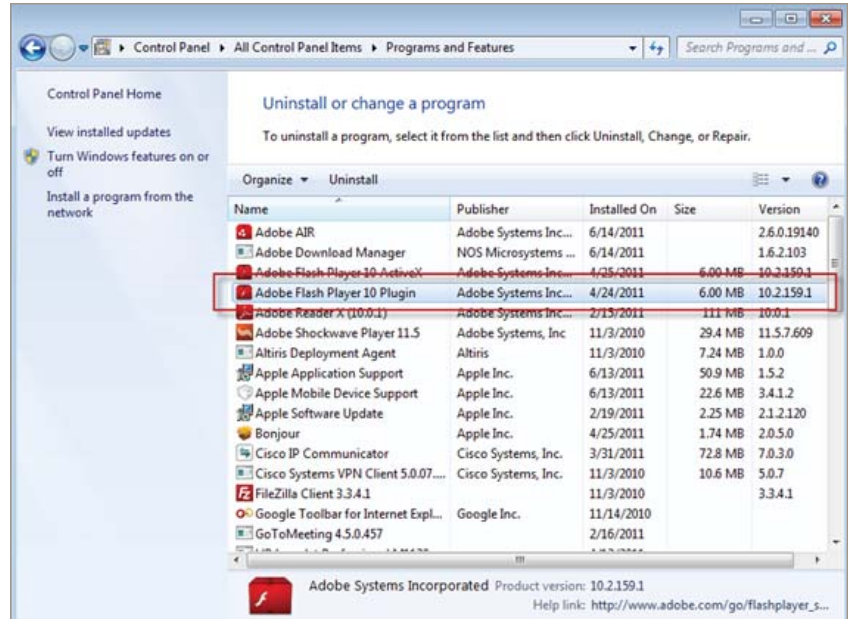 Control Panel ▸ All Control Panel Items ▸ Programs and Features
Search Programs and ...
Control Panel Home
View installed updates
Turn Windows features on or
off
Install a program from the
network
Uninstall or change a program
To uninstall a program, select it from the list and then click Uninstall, Change, or Repair.
Organize Uninstall
Name Publisher Installed On Size Version
Adobe AIR Adobe Systems Inc... 6/14/2011 2.6.0.19140
Adobe Download Manager NOS Microsystems ... 6/14/2011 1.6.2.103
Adobe Flash Player 10 ActiveX Adobe Systems Inc... 4/25/2011 6.00 MB 10.2.159.1
Adobe Flash Player 10 Plugin Adobe Systems Inc... 4/24/2011 6.00 MB 10.2.159.1
Adobe Reader X (10.0.1) Adobe Systems Inc... 2/15/2011 111 MB 10.0.1
Adobe Shockwave Player 11.5 Adobe Systems, Inc 11/3/2010 29.4 MB 11.5.7.609
Altiris Deployment Agent Altiris 11/3/2010 7.24 MB 1.0.0
Apple Application Support Apple Inc. 6/13/2011 50.9 MB 1.5.2
Apple Mobile Device Support Apple Inc. 6/13/2011 22.6 MB 3.4.1.2
Apple Software Update Apple Inc. 2/19/2011 2.25 MB 2.1.2.120
Bonjour Apple Inc. 4/25/2011 1.74 MB 2.0.5.0
Cisco IP Communicator Cisco Systems, Inc. 3/31/2011 72.8 MB 7.0.3.0
Cisco Systems VPN Client 5.0.07.... Cisco Systems, Inc. 11/3/2010 10.6 MB 5.0.7
FileZilla Client 3.3.4.1 11/3/2010 3.3.4.1
Google Toolbar for Internet Expl... Google Inc. 11/14/2010
GoToMeeting 4.5.0.457 2/16/2011
Adobe Systems Incorporated Product version: 10.2.159.1
Help link: http://www.adobe.com/go/flashplayer_s...